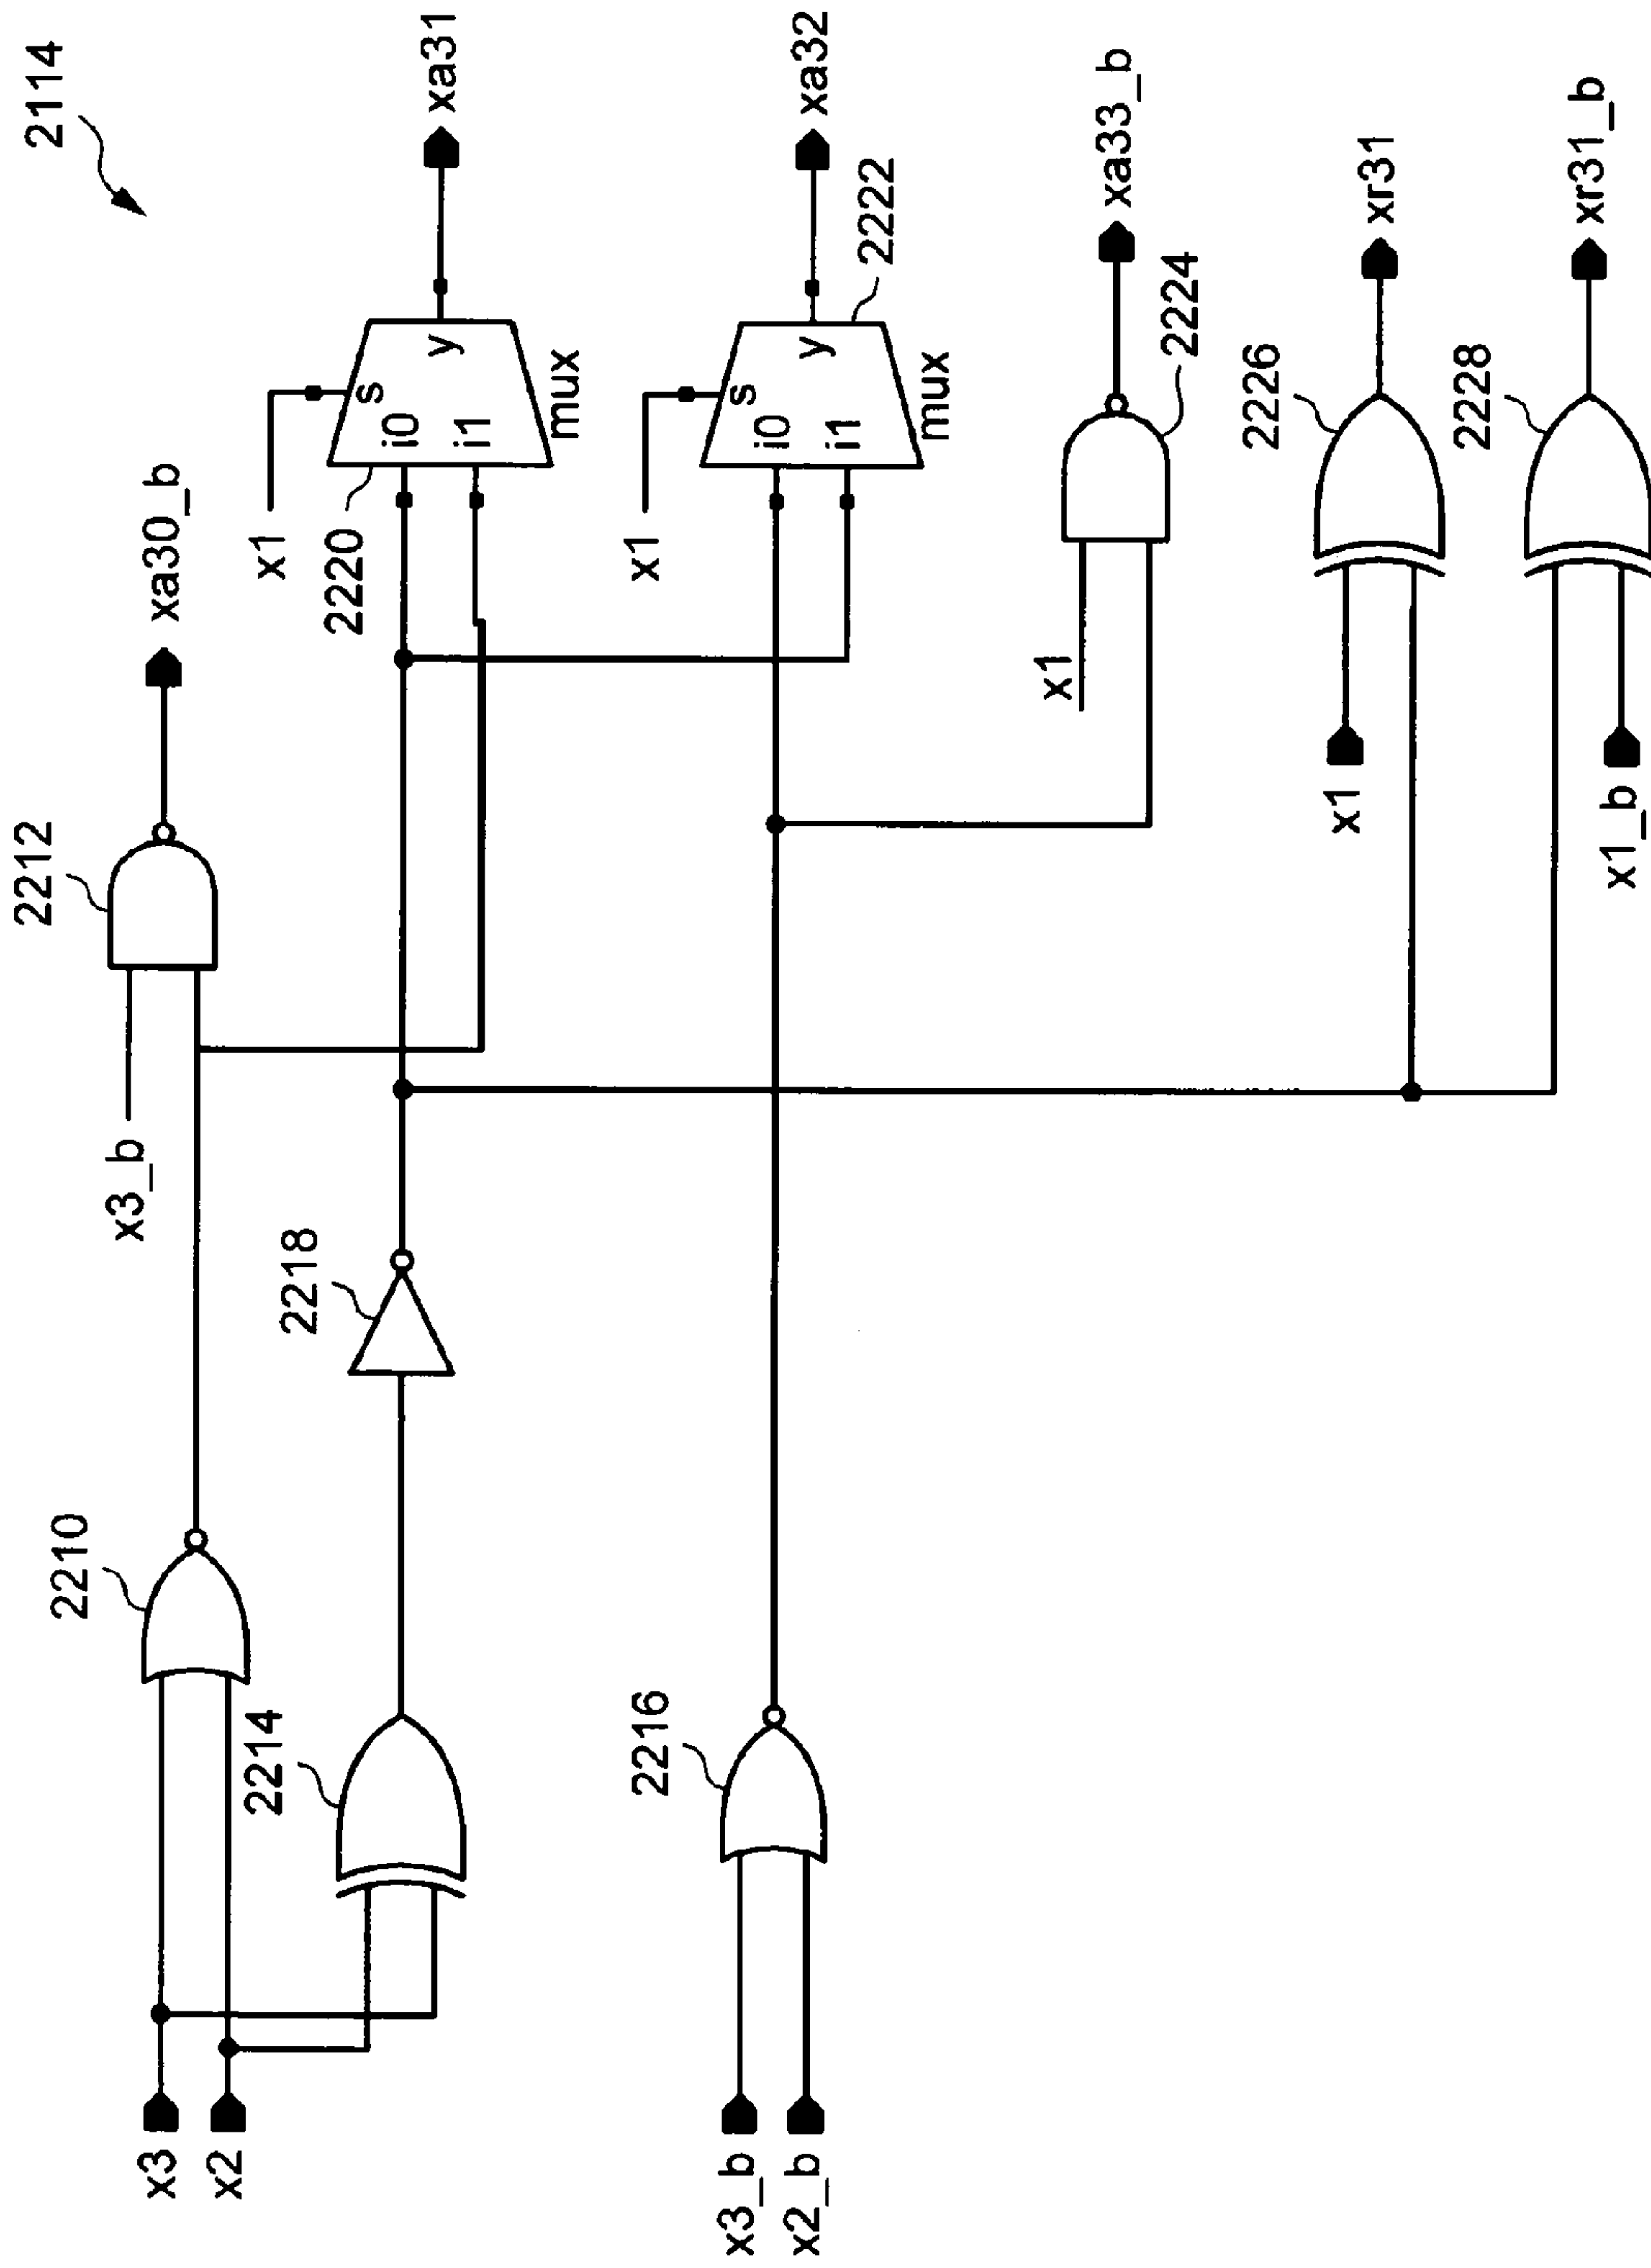 2114
x3
x2
2210
2214
x3_b
2212
xa30_b
2218
x1
2220
s
i0
i1
y
mux
xa31
x1
s
i0
i1
y
mux
2222
xa32
x3_b
x2_b
2216
x1
2224
xa33_b
x1
2226
xr31
x1_b
2228
xr31_b